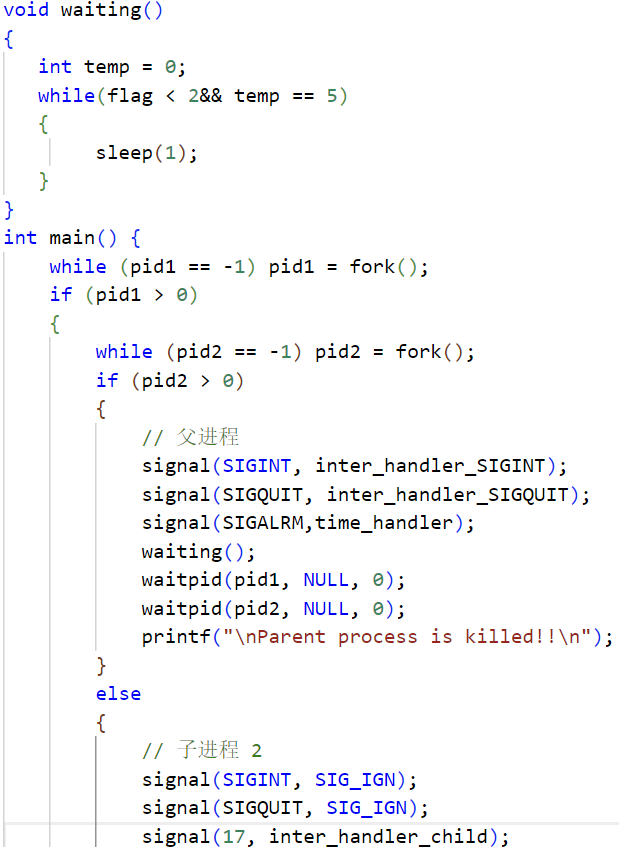 void waiting()
{
int temp = 0;
while(flag < 2&& temp == 5)
{
sleep(1);
}
}
int main() {
while (pid1 == -1) pid1 = fork();
if (pid1 > 0)
{
while (pid2 == -1) pid2 = fork();
if (pid2 > 0)
{
// 父进程
signal(SIGINT, inter_handler_SIGINT);
signal(SIGQUIT, inter_handler_SIGQUIT);
signal(SIGALRM,time_handler);
waiting();
waitpid(pid1, NULL, 0);
waitpid(pid2, NULL, 0);
printf("\nParent process is killed!!\n");
}
else
{
// 子进程 2
signal(SIGINT, SIG_IGN);
signal(SIGQUIT, SIG_IGN);
signal(17, inter_handler_child);